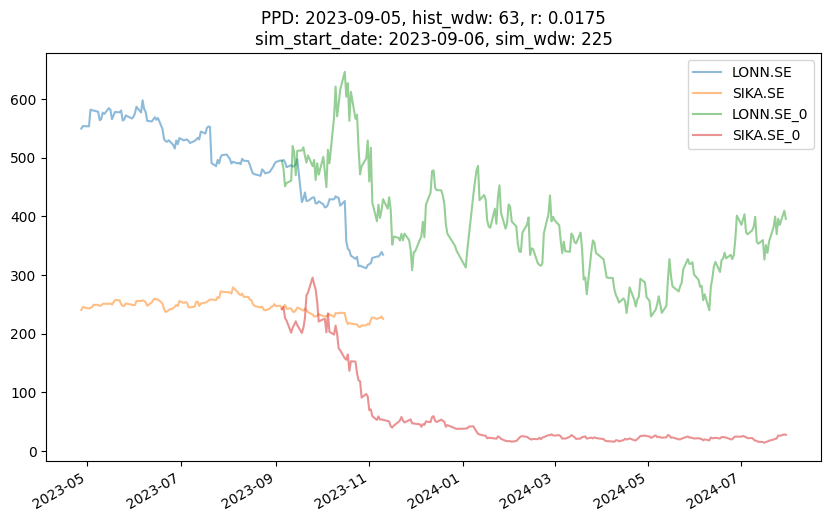 PPD: 2023-09-05, hist_wdw: 63, r: 0.0175
sim_start_date: 2023-09-06, sim_wdw: 225
LONN.SE
SIKA.SE
LONN.SE_0
SIKA.SE_0
600
500
400
300
200
100
0
2023-05
2023-07
2023-09
2023-11
2024-01
2024-03
2024-05
2024-07